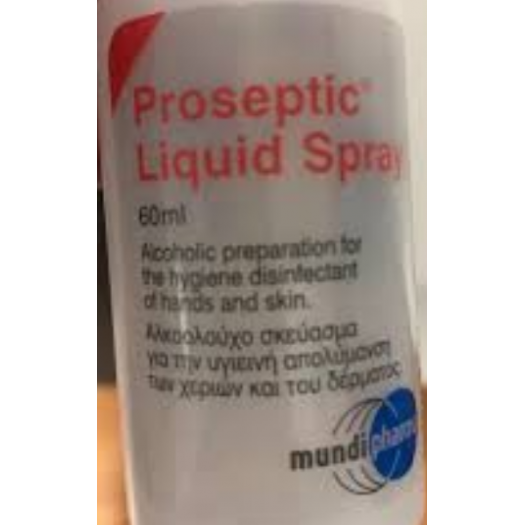 Proseptic®
Liquid Spray
60ml
Alcoholic preparation for
the hygiene disinfectant
of hands and skin.
Αλκοολούχο σκεύασμα
για την υγιεινή απολύμανση
των χεριών και του δέρματος
mundipharma